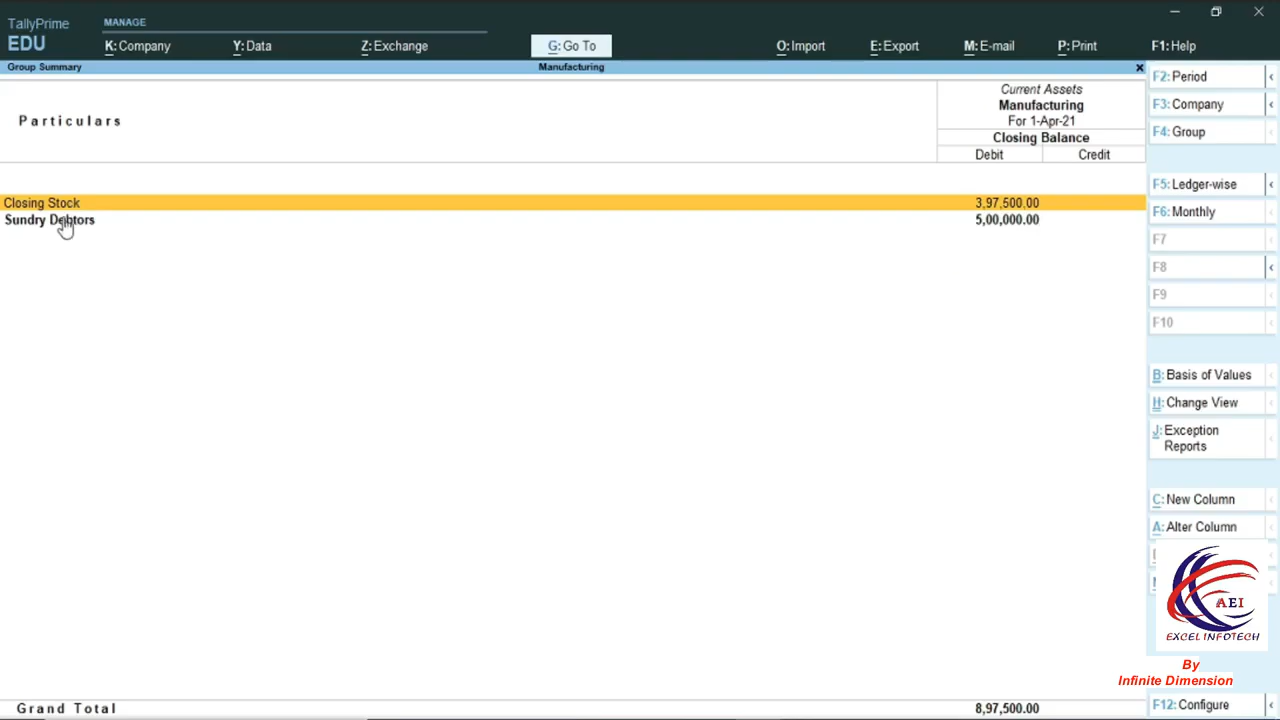 TallyPrime
EDU
MANAGE
K: Company
Y: Data
Z: Exchange
G: Go To
O: Import
E: Export
M: E-mail
P: Print
F1: Help
Group Summary
Manufacturing
Particulars
Current Assets
Manufacturing
For 1-Apr-21
Closing Balance
Debit
Credit
Closing Stock 3,97,500.00
Sundry Debtors 5,00,000.00
Grand Total 8,97,500.00
F2: Period
F3: Company
F4: Group
F5: Ledger-wise
F6: Monthly
F7
F8
F9
F10
B: Basis of Values
H: Change View
J: Exception
Reports
C: New Column
A: Alter Column
AEI
EXCEL INFOTECH
By
Infinite Dimension
F12: Configure